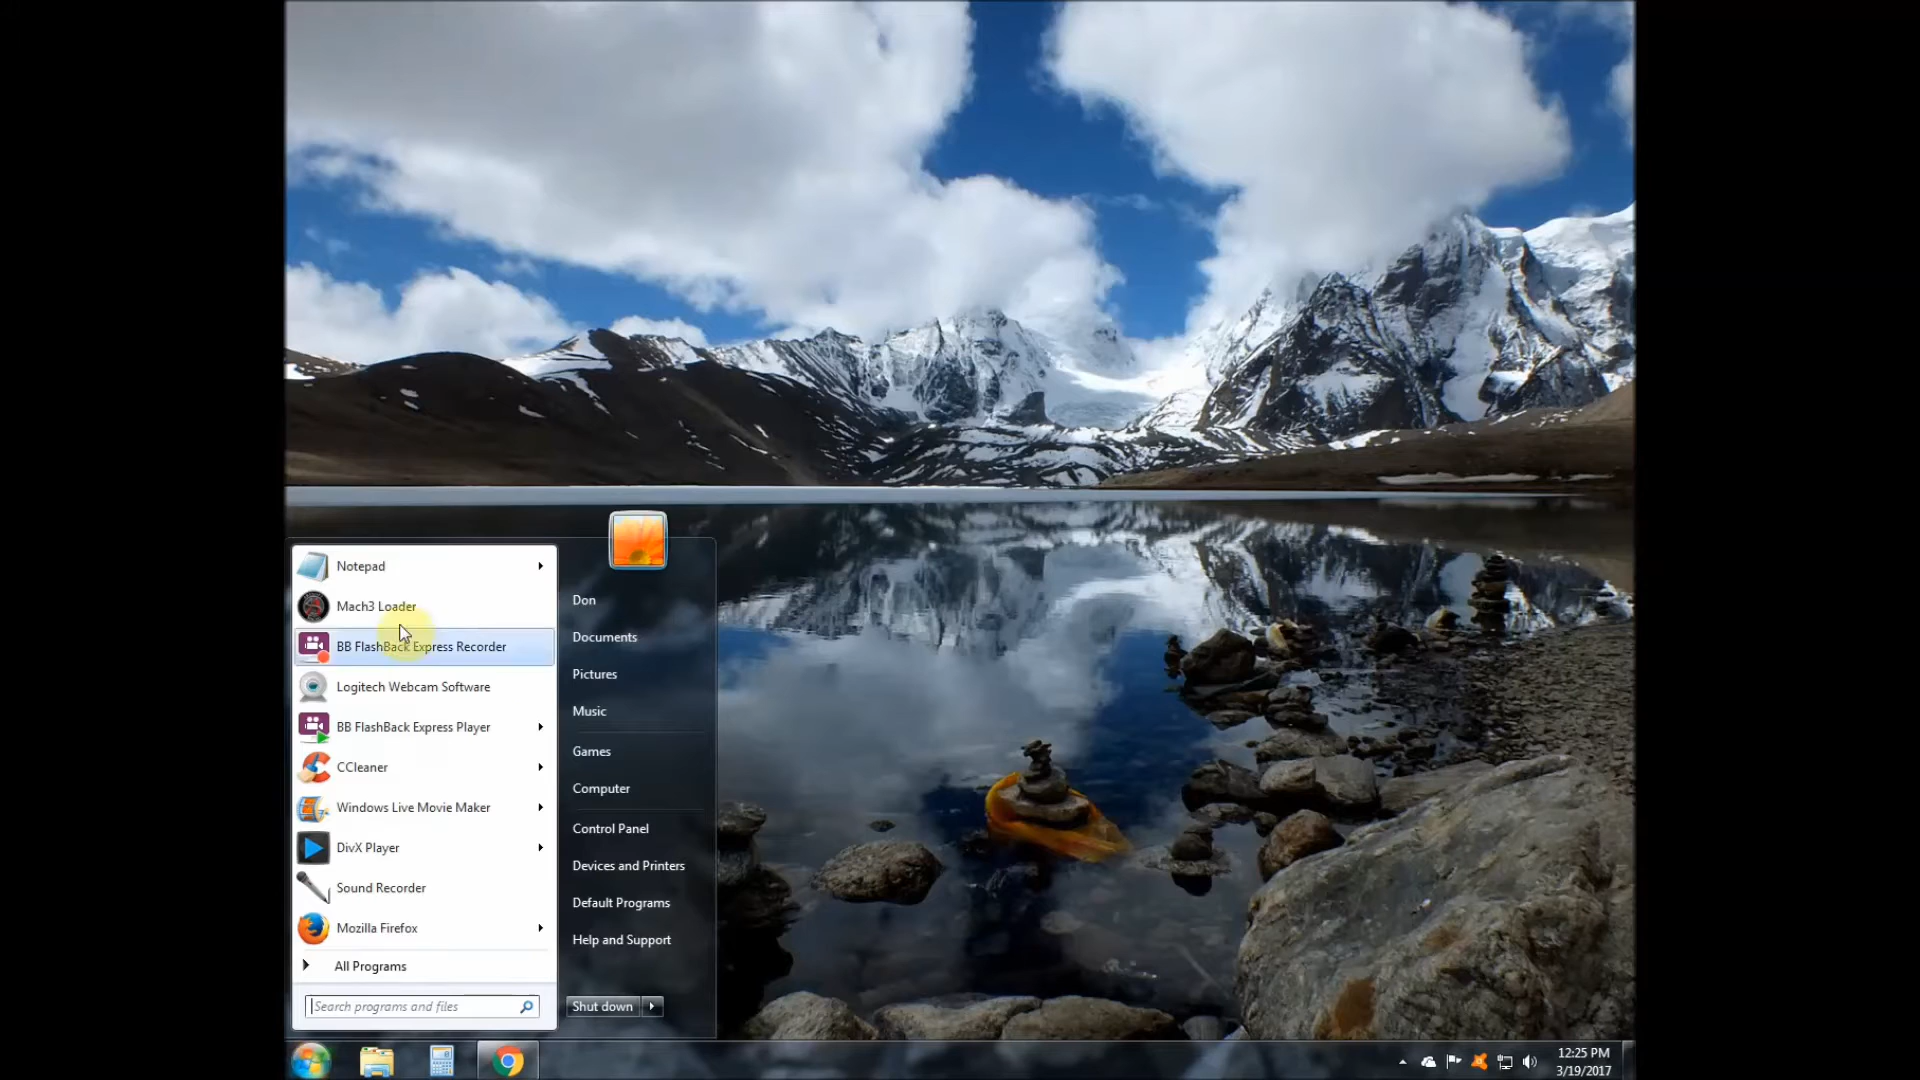 Notepad
Mach3 Loader
BB FlashBack Express Recorder
Logitech Webcam Software
BB FlashBack Express Player
CCleaner
Windows Live Movie Maker
DivX Player
Sound Recorder
Mozilla Firefox
All Programs
Search programs and files
Don
Documents
Pictures
Music
Games
Computer
Control Panel
Devices and Printers
Default Programs
Help and Support
Shut down
12:25 PM
3/19/2017